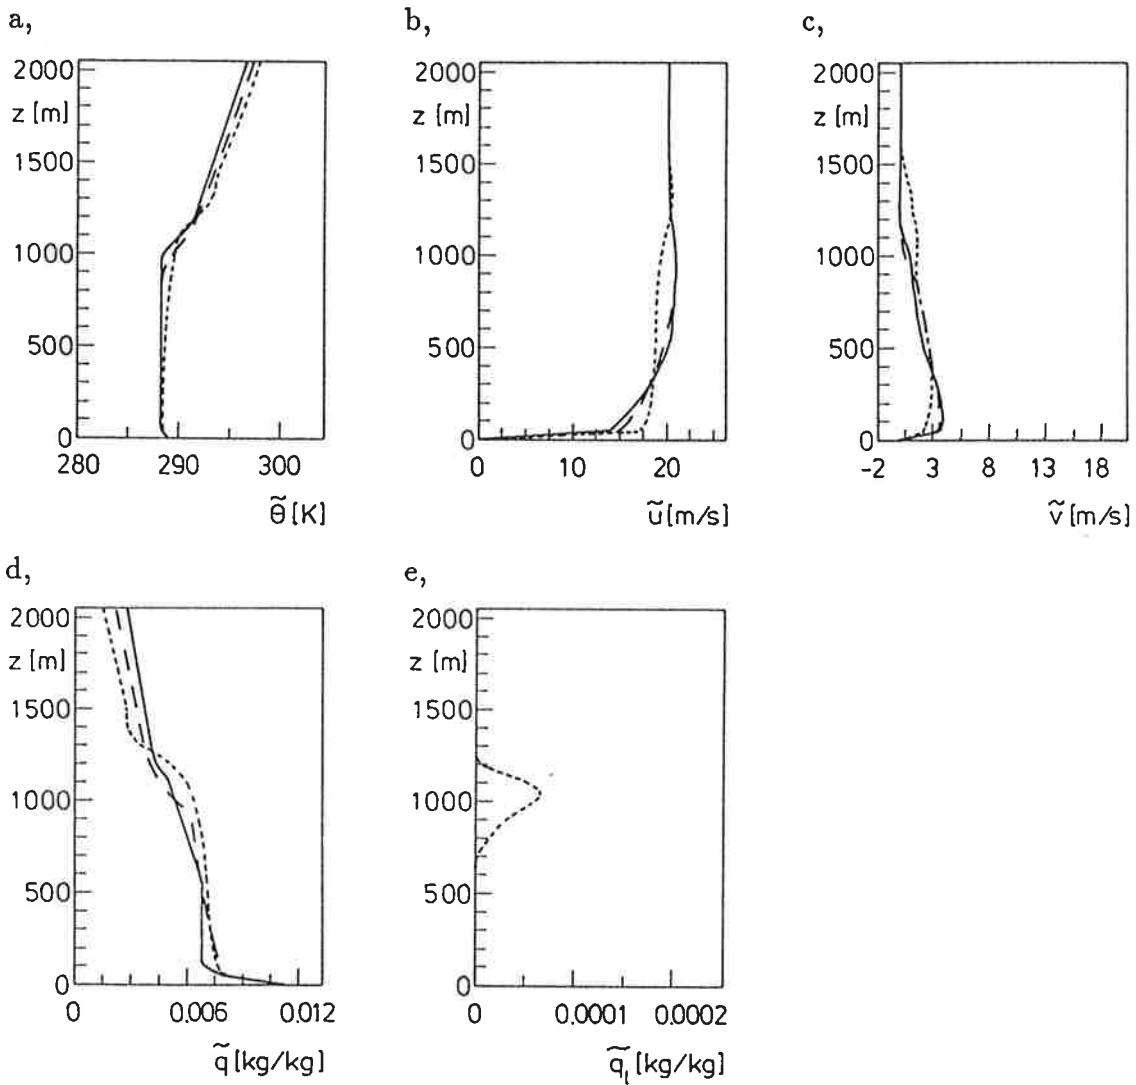 a,
2000
z [m]
1500
1000
500
0
280 290 300
θ̃ [K]
b,
2000
z [m]
1500
1000
500
0
0 10 20
ũ [m/s]
c,
2000
z [m]
1500
1000
500
0
-2 3 8 13 18
ṽ [m/s]
d,
2000
z [m]
1500
1000
500
0
0 0.006 0.012
q̃ [kg/kg]
e,
2000
z [m]
1500
1000
500
0
0 0.0001 0.0002
q̃ₗ [kg/kg]